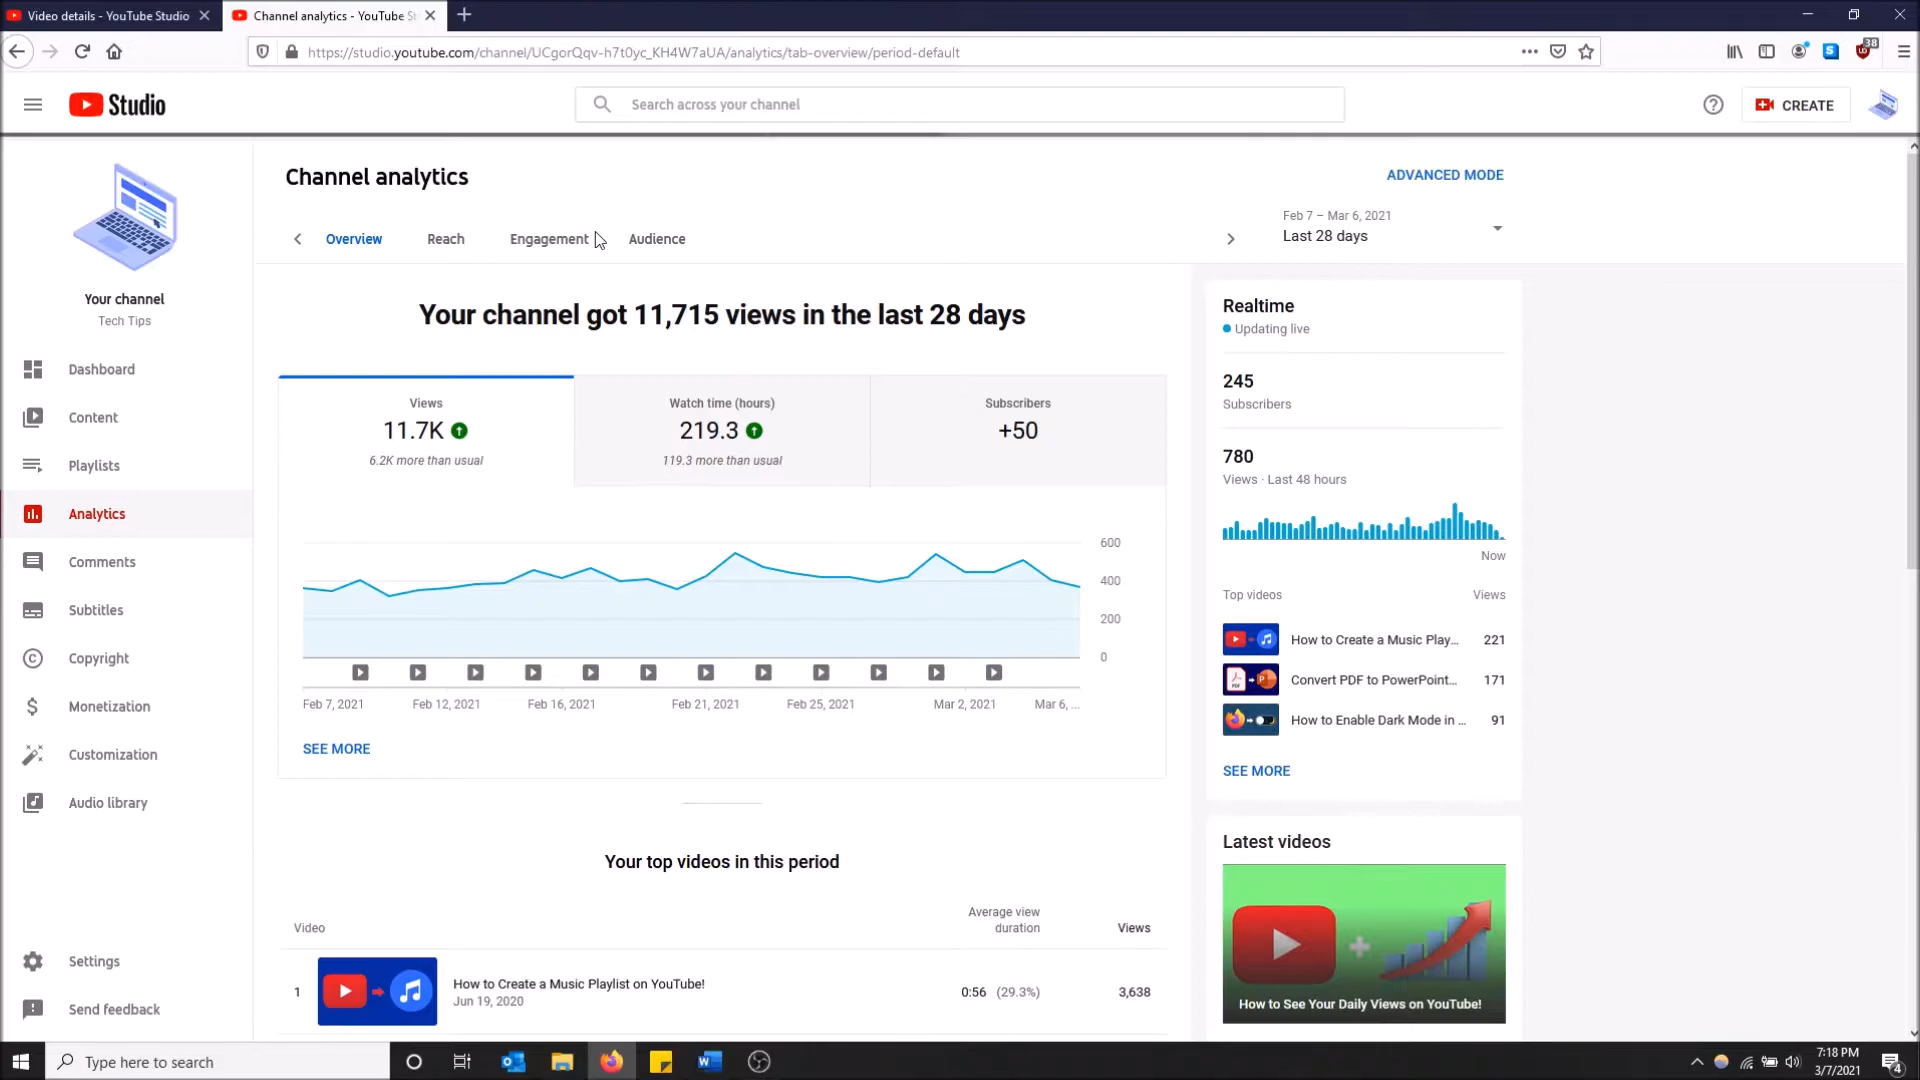 Video details - YouTube Studio
Channel analytics - YouTube St
https://studio.youtube.com/channel/UCgorQqv-h7t0yc_KH4W7aUA/analytics/tab-overview/period-default
38
Studio
Search across your channel
CREATE
Your channel
Tech Tips
Dashboard
Content
Playlists
Analytics
Comments
Subtitles
Copyright
Monetization
Customization
Audio library
Settings
Send feedback
Channel analytics
ADVANCED MODE
Overview
Reach
Engagement
Audience
Feb 7 – Mar 6, 2021
Last 28 days
Your channel got 11,715 views in the last 28 days
Views
11.7K
6.2K more than usual
Watch time (hours)
219.3
119.3 more than usual
Subscribers
+50
600
400
200
0
Feb 7, 2021
Feb 12, 2021
Feb 16, 2021
Feb 21, 2021
Feb 25, 2021
Mar 2, 2021
Mar 6, ...
SEE MORE
Your top videos in this period
Video
Average view
duration
Views
1
How to Create a Music Playlist on YouTube!
Jun 19, 2020
0:56 (29.3%)
3,638
Realtime
Updating live
245
Subscribers
780
Views · Last 48 hours
Now
Top videos
Views
How to Create a Music Play...
221
PDF
P
Convert PDF to PowerPoint...
171
How to Enable Dark Mode in ...
91
SEE MORE
Latest videos
How to See Your Daily Views on YouTube!
Type here to search
7:18 PM
3/7/2021
4